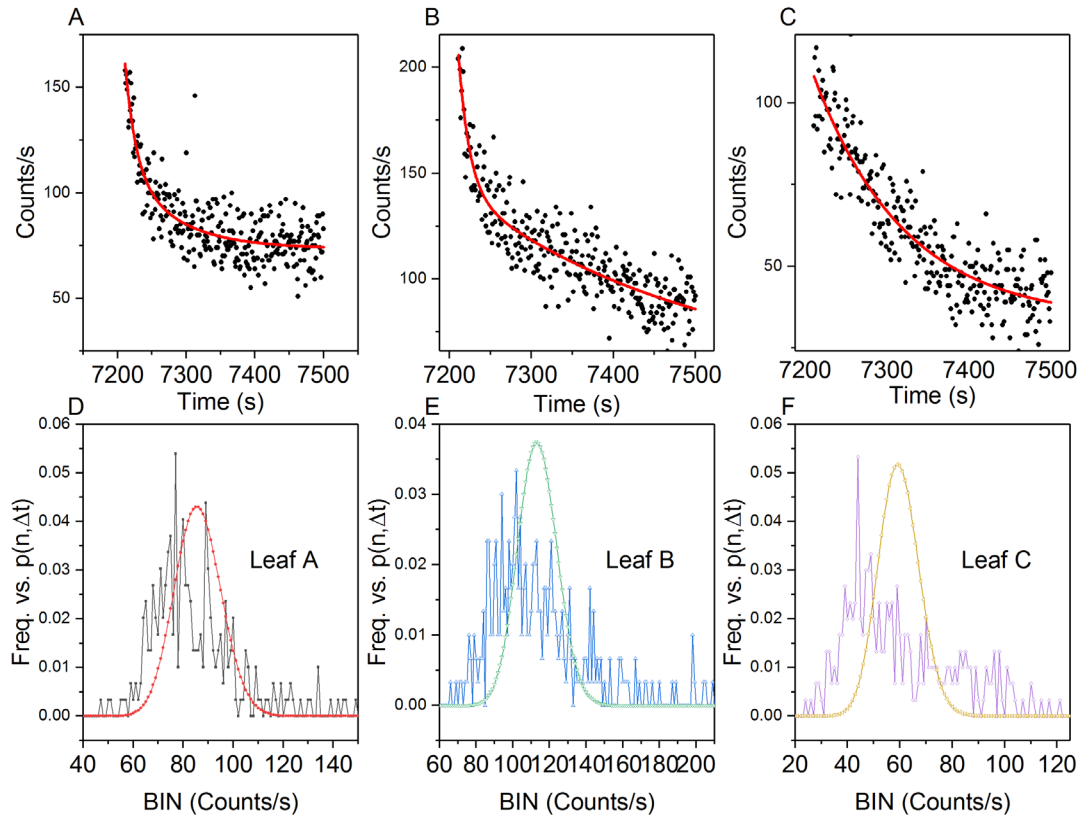 A
B
C
Counts/s
150
100
50
7200
7300
7400
7500
Time (s)
Counts/s
200
150
100
7200
7300
7400
7500
Time (s)
Counts/s
100
50
7200
7300
7400
7500
Time (s)
D
E
F
Freq. vs. p(n,Δt)
0.06
0.05
0.04
0.03
0.02
0.01
0.00
Leaf A
40
60
80
100
120
140
BIN (Counts/s)
Freq. vs. p(n,Δt)
0.04
0.03
0.02
0.01
0.00
Leaf B
60
80
100
120
140
160
180
200
BIN (Counts/s)
Freq. vs. p(n,Δt)
0.06
0.05
0.04
0.03
0.02
0.01
0.00
Leaf C
20
40
60
80
100
120
BIN (Counts/s)